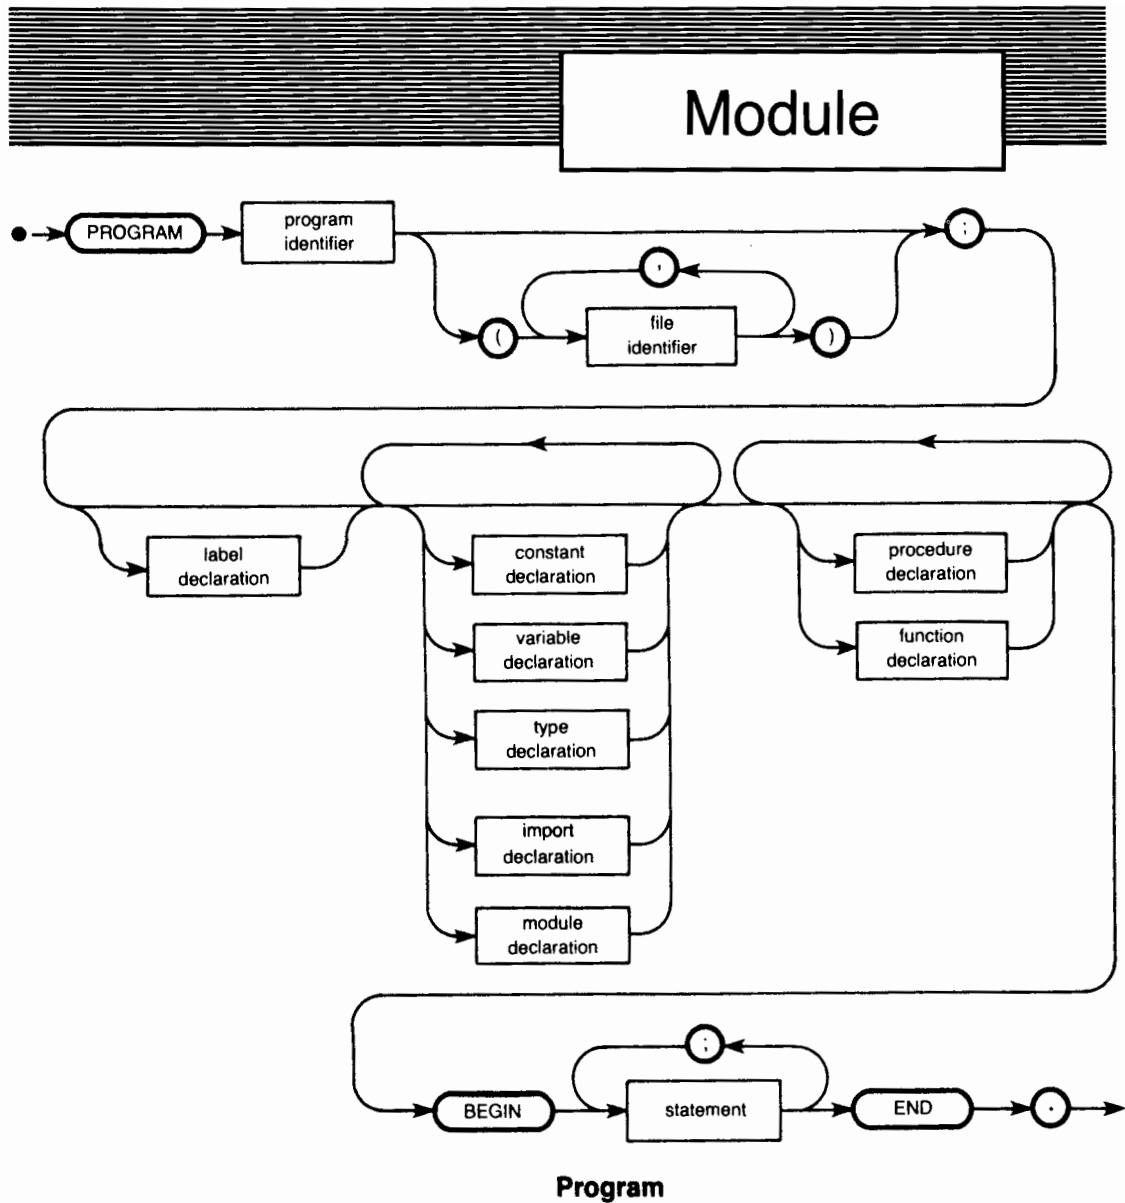 Module
PROGRAM
program
identifier
;
,
(
file
identifier
)
label
declaration
constant
declaration
variable
declaration
type
declaration
import
declaration
module
declaration
procedure
declaration
function
declaration
;
BEGIN
statement
END
.
Program